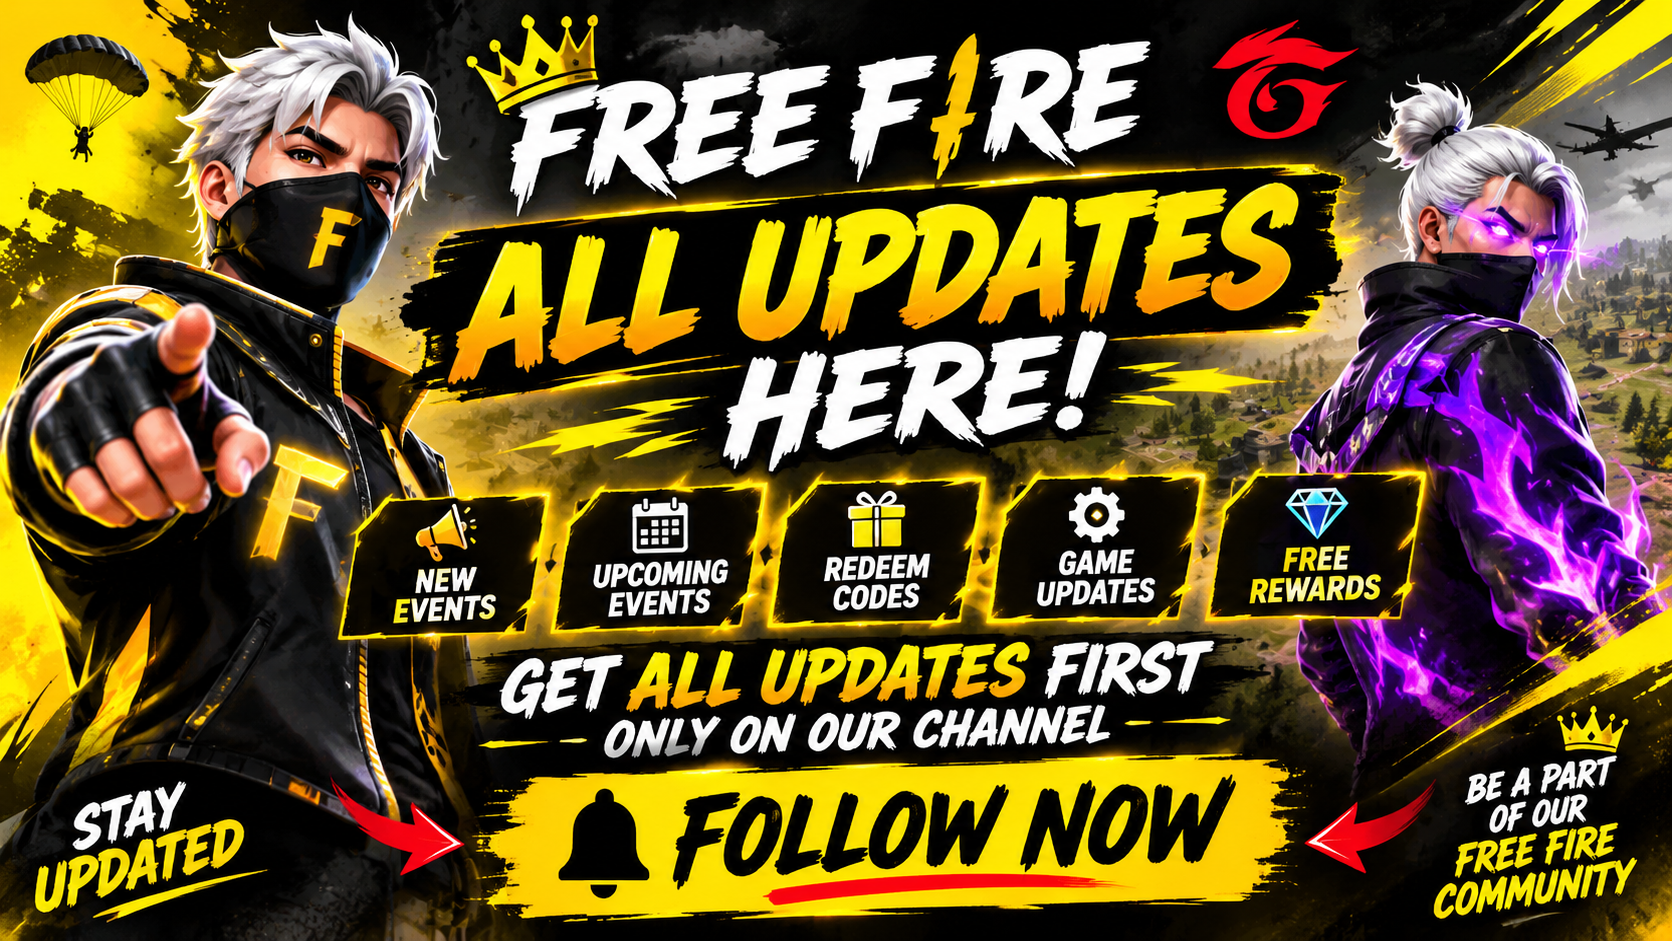 FREE FIRE
ALL UPDATES
HERE!
F
F
NEW
EVENTS
UPCOMING
EVENTS
REDEEM
CODES
GAME
UPDATES
FREE
REWARDS
GET ALL UPDATES FIRST
ONLY ON OUR CHANNEL
STAY
UPDATED
FOLLOW NOW
BE A PART
OF OUR
FREE FIRE
COMMUNITY